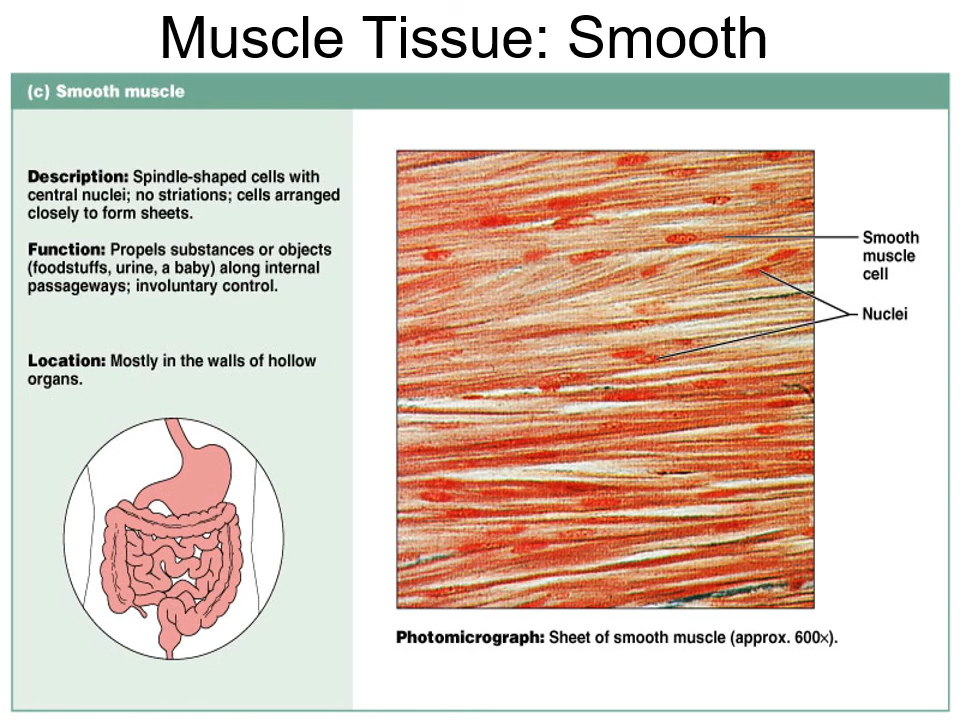 Muscle Tissue: Smooth
(c) Smooth muscle
Description: Spindle-shaped cells with
central nuclei; no striations; cells arranged
closely to form sheets.
Function: Propels substances or objects
(foodstuffs, urine, a baby) along internal
passageways; involuntary control.
Location: Mostly in the walls of hollow
organs.
Smooth
muscle
cell
Nuclei
Photomicrograph: Sheet of smooth muscle (approx. 600×).